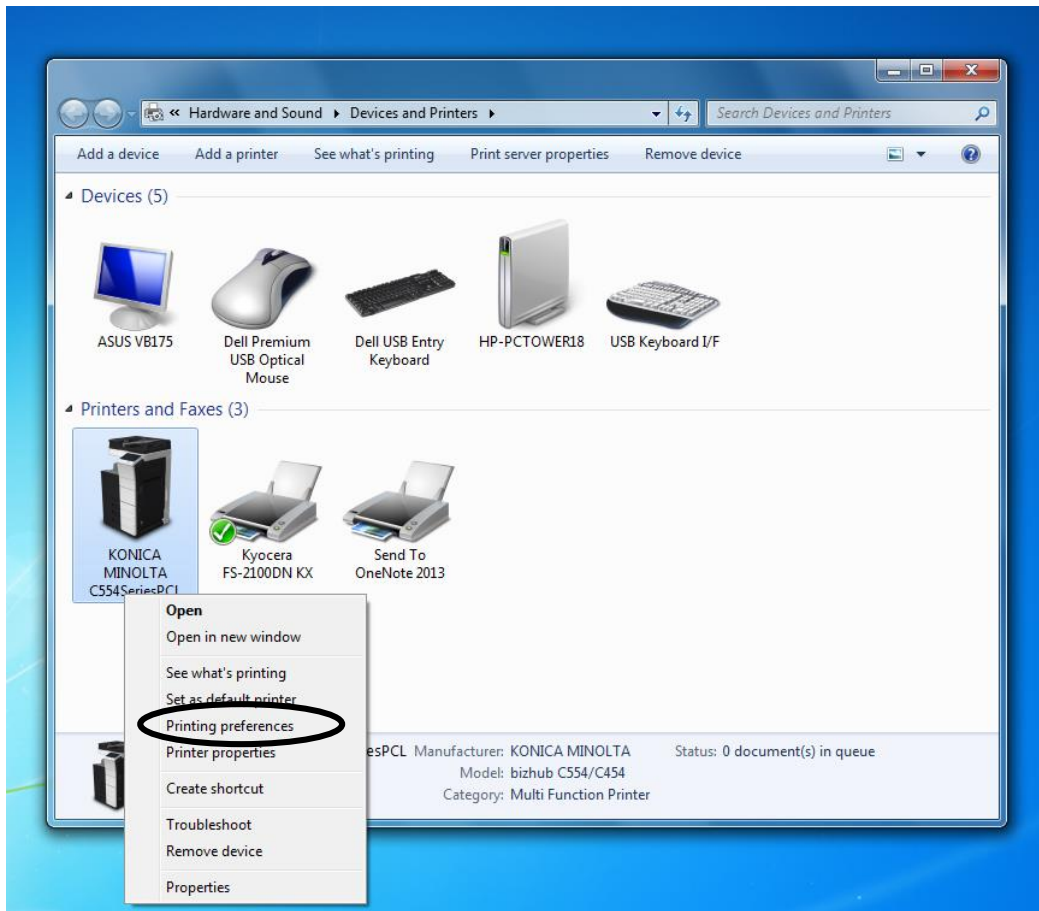 « Hardware and Sound ▸ Devices and Printers ▸ Search Devices and Printers
Add a device Add a printer See what's printing Print server properties Remove device
Devices (5)
ASUS VB175
Dell Premium
USB Optical
Mouse
Dell USB Entry
Keyboard
HP-PCTOWER18
USB Keyboard I/F
Printers and Faxes (3)
KONICA
MINOLTA
C554SeriesPCL
Kyocera
FS-2100DN KX
Send To
OneNote 2013
Open
Open in new window
See what's printing
Set as default printer
Printing preferences
Printer properties
Create shortcut
Troubleshoot
Remove device
Properties
esPCL Manufacturer: KONICA MINOLTA Status: 0 document(s) in queue
Model: bizhub C554/C454
Category: Multi Function Printer